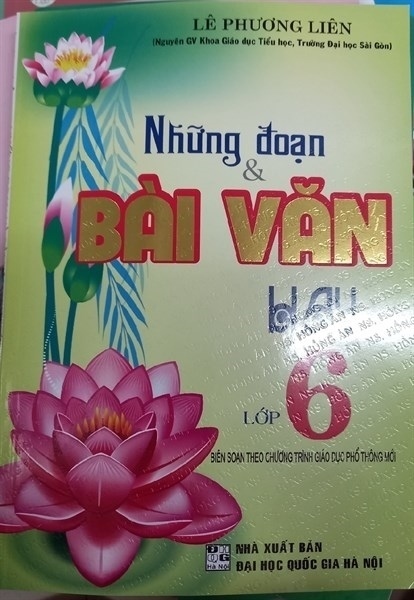 LÊ PHƯƠNG LIÊN
(Nguyên GV Khoa Giáo dục Tiểu học, Trường Đại học Sài Gòn)
Những đoạn
&
BÀI VĂN
hay
LỚP 6
BIÊN SOẠN THEO CHƯƠNG TRÌNH GIÁO DỤC PHỔ THÔNG MỚI
NHÀ XUẤT BẢN
ĐẠI HỌC QUỐC GIA HÀ NỘI
Hà Nội